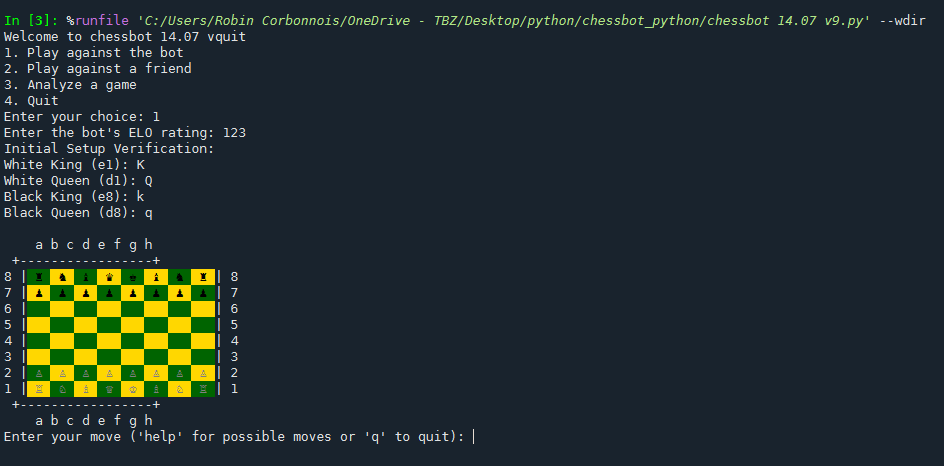 In [3]: %runfile 'C:/Users/Robin Corbonnois/OneDrive - TBZ/Desktop/python/chessbot_python/chessbot 14.07 v9.py' --wdir
Welcome to chessbot 14.07 vquit
1. Play against the bot
2. Play against a friend
3. Analyze a game
4. Quit
Enter your choice: 1
Enter the bot's ELO rating: 123
Initial Setup Verification:
White King (e1): K
White Queen (d1): Q
Black King (e8): k
Black Queen (d8): q
a b c d e f g h
+-----------------+
8 |♜♞♝♛♚♝♞♜| 8
7 |♟♟♟♟♟♟♟♟| 7
6 | | 6
5 | | 5
4 | | 4
3 | | 3
2 |♙♙♙♙♙♙♙♙| 2
1 |♖♘♗♕♔♗♘♖| 1
+-----------------+
a b c d e f g h
Enter your move ('help' for possible moves or 'q' to quit):